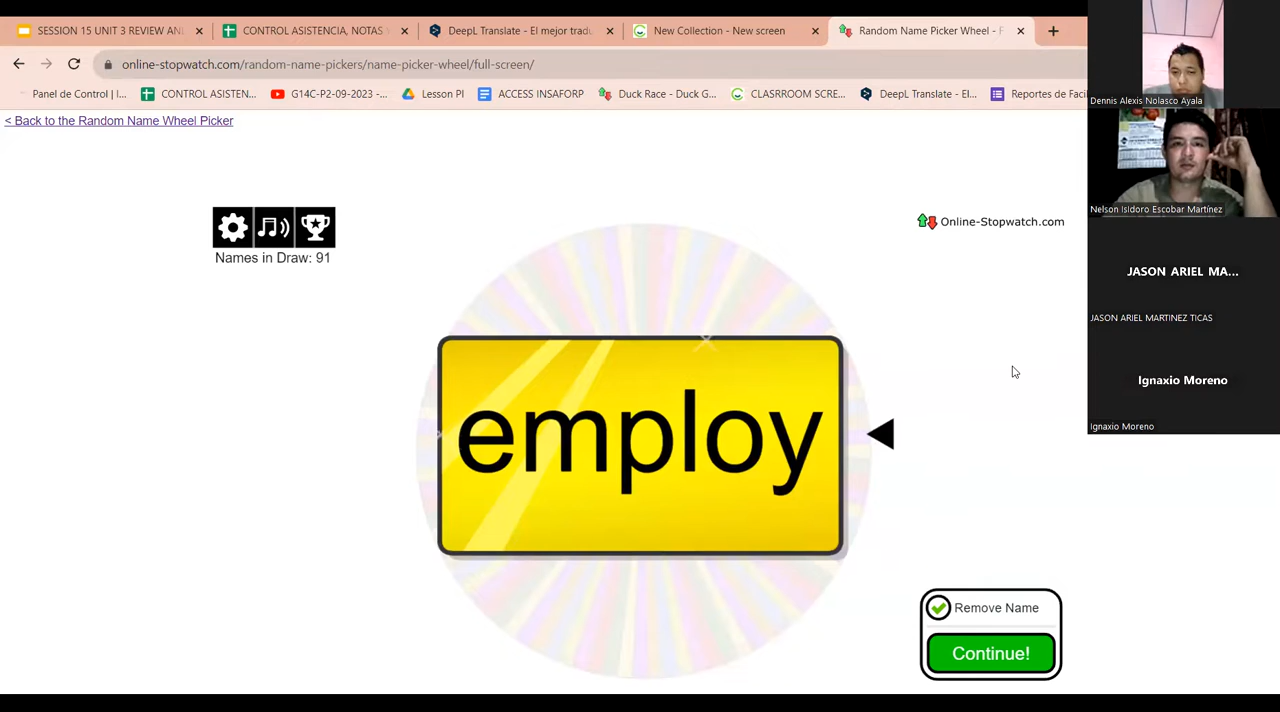 SESSION 15 UNIT 3 REVIEW AN
CONTROL ASISTENCIA, NOTAS
DeepL Translate - El mejor tradu
New Collection - New screen
Random Name Picker Wheel - F
online-stopwatch.com/random-name-pickers/name-picker-wheel/full-screen/
Panel de Control | I...
CONTROL ASISTEN...
G14C-P2-09-2023 -...
Lesson PI
ACCESS INSAFORP
Duck Race - Duck G...
CLASRROOM SCRE...
DeepL Translate - El...
Reportes de Facil
< Back to the Random Name Wheel Picker
Names in Draw: 91
Online-Stopwatch.com
employ
Remove Name
Continue!
Dennis Alexis Nolasco Ayala
Nelson Isidoro Escobar Martínez
JASON ARIEL MA...
JASON ARIEL MARTINEZ TICAS
Ignaxio Moreno
Ignaxio Moreno